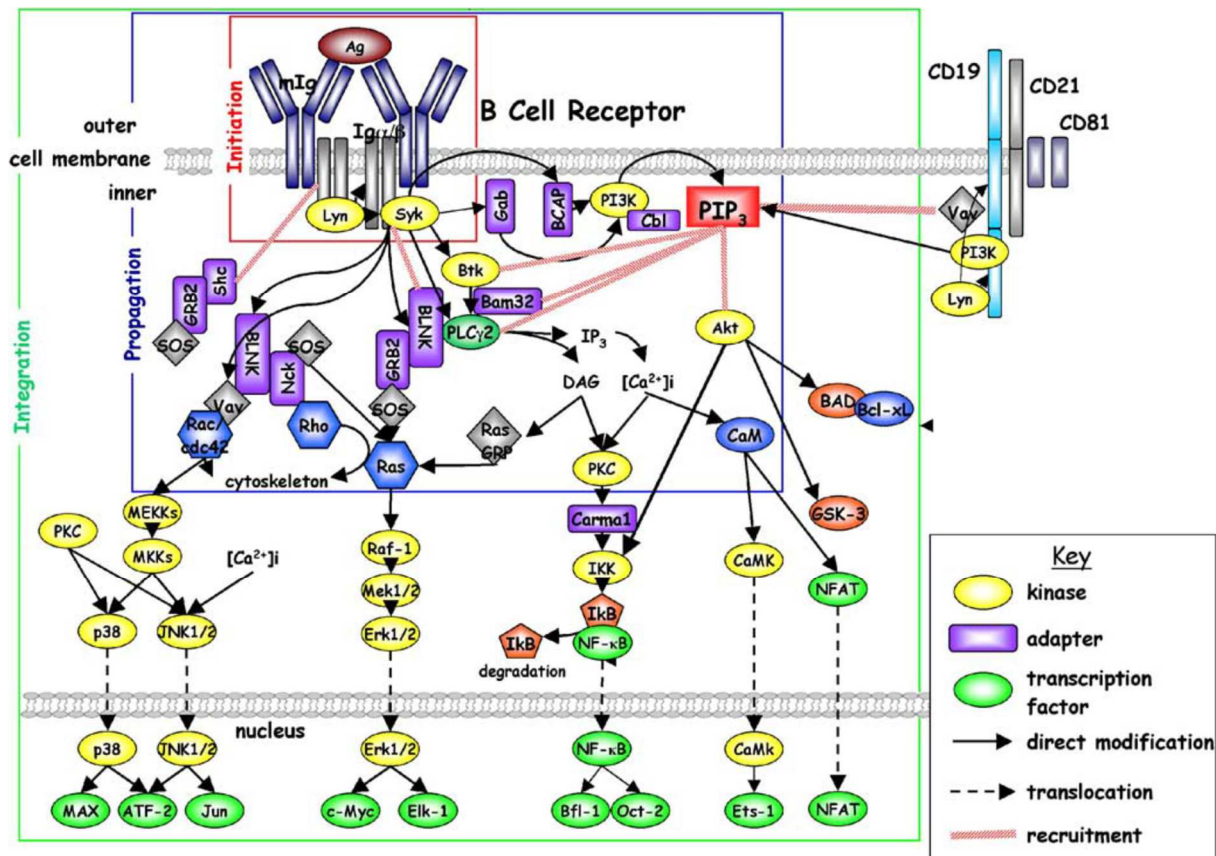 Ag
mIg
Igα/β
Initiation
B Cell Receptor
CD19
CD21
CD81
outer
cell membrane
inner
Lyn
Syk
Gab
BCAP
PI3K
Cbl
PIP3
Vav
PI3K
Lyn
Propagation
Integration
Shc
GRB2
SOS
Btk
Bam32
PLCγ2
BLNK
GRB2
SOS
BLNK
Nck
SOS
Vav
Rac/
cdc42
Rho
Ras
cytoskeleton
IP3
DAG
[Ca2+]i
Ras
GRP
Akt
BAD
Bcl-xL
CaM
PKC
Carma1
IKK
GSK-3
MEKKs
PKC
MKKs
[Ca2+]i
p38
JNK1/2
Raf-1
Mek1/2
Erk1/2
IkB
NF-κB
IkB
degradation
CaMK
NFAT
nucleus
p38
JNK1/2
Erk1/2
NF-κB
CaMk
MAX
ATF-2
Jun
c-Myc
Elk-1
Bfl-1
Oct-2
Ets-1
NFAT
Key
kinase
adapter
transcription
factor
direct modification
translocation
recruitment